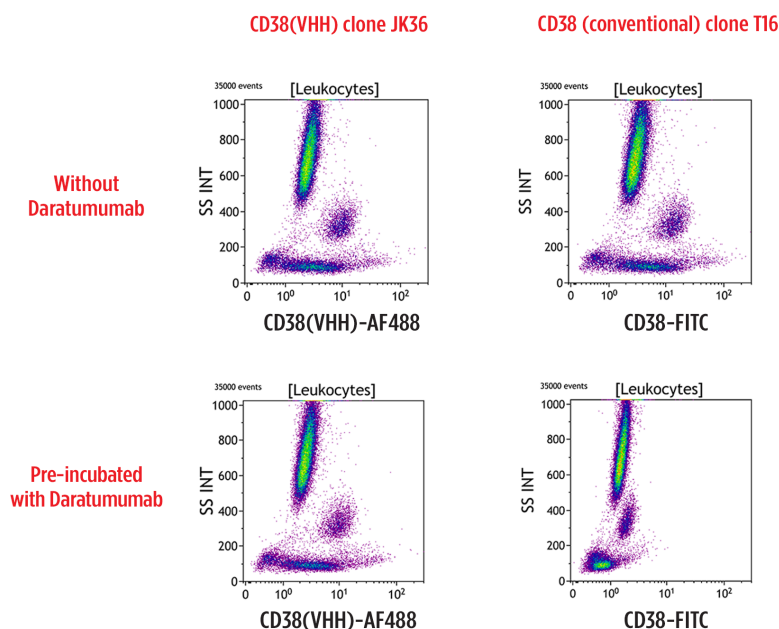 CD38(VHH) clone JK36
CD38 (conventional) clone T16
Without
Daratumumab
35000 events
[Leukocytes]
SS INT
1000
800
600
400
200
0
0 10⁰ 10¹ 10²
CD38(VHH)-AF488
35000 events
[Leukocytes]
SS INT
1000
800
600
400
200
0
0 10⁰ 10¹ 10²
CD38-FITC
Pre-incubated
with Daratumumab
35000 events
[Leukocytes]
SS INT
1000
800
600
400
200
0
0 10⁰ 10¹ 10²
CD38(VHH)-AF488
35000 events
[Leukocytes]
SS INT
1000
800
600
400
200
0
0 10⁰ 10¹ 10²
CD38-FITC